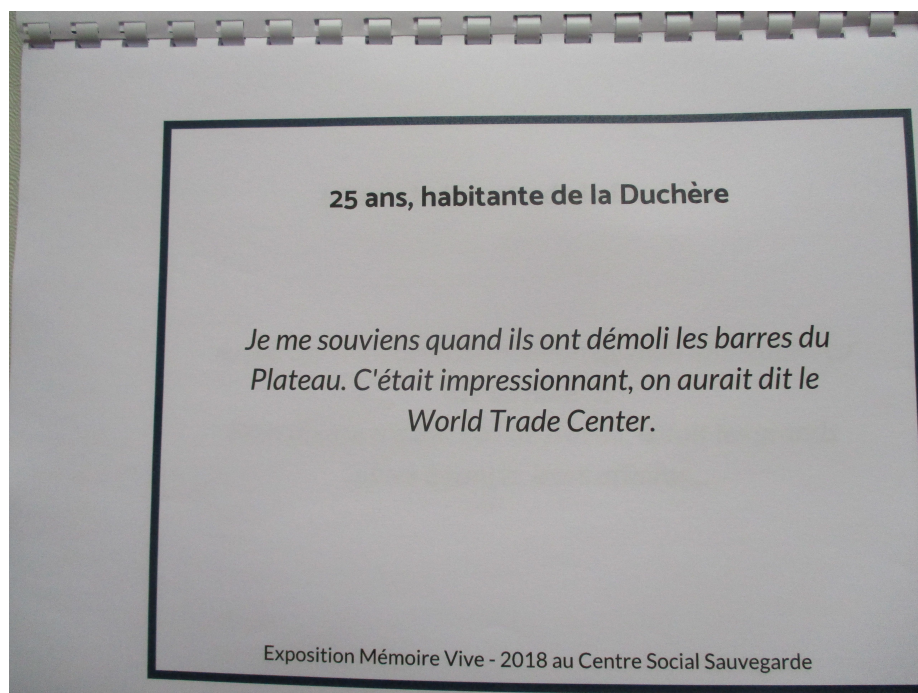 25 ans, habitante de la Duchère
Je me souviens quand ils ont démoli les barres du
Plateau. C'était impressionnant, on aurait dit le
World Trade Center.
Exposition Mémoire Vive - 2018 au Centre Social Sauvegarde